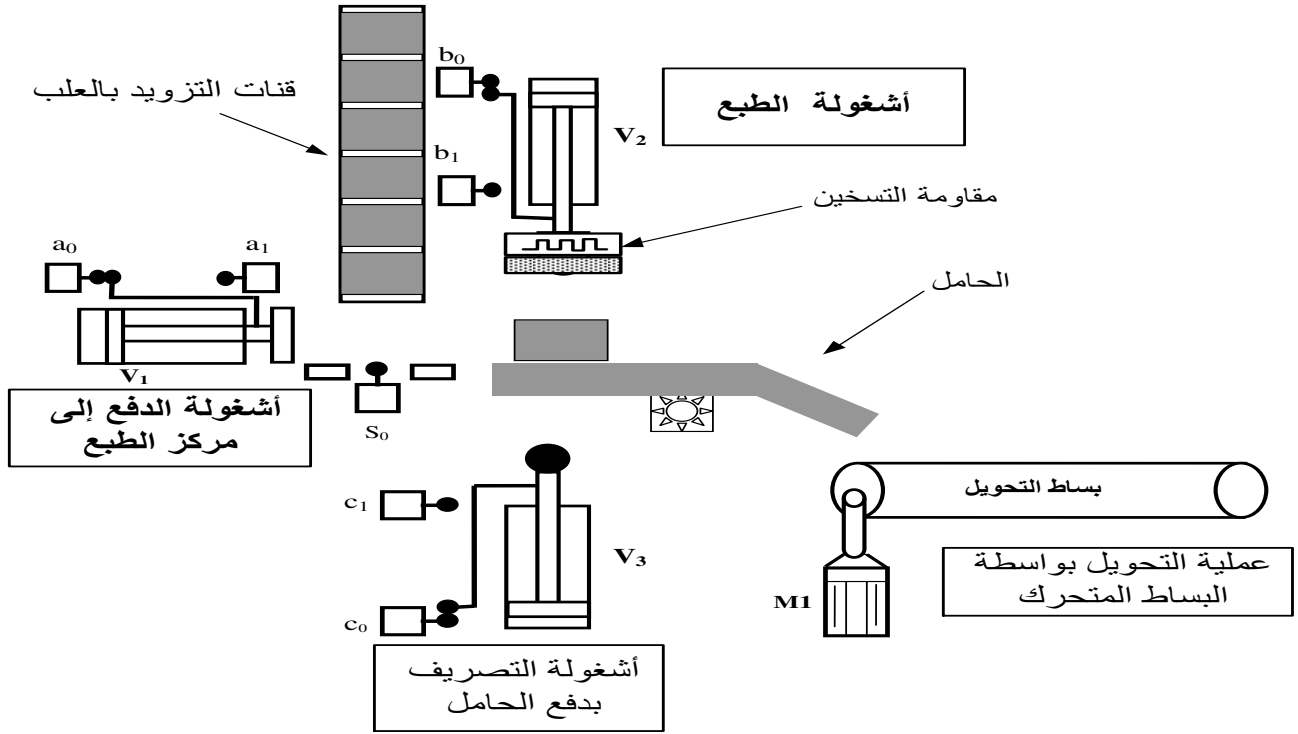 قنات التزويد بالعلب
b₀
أشغولة الطبع
V₂
b₁
مقاومة التسخين
a₀
a₁
الحامل
V₁
أشغولة الدفع إلى
مركز الطبع
S₀
c₁
V₃
c₀
أشغولة التصريف
بدفع الحامل
بساط التحويل
M1
عملية التحويل بواسطة
البساط المتحرك